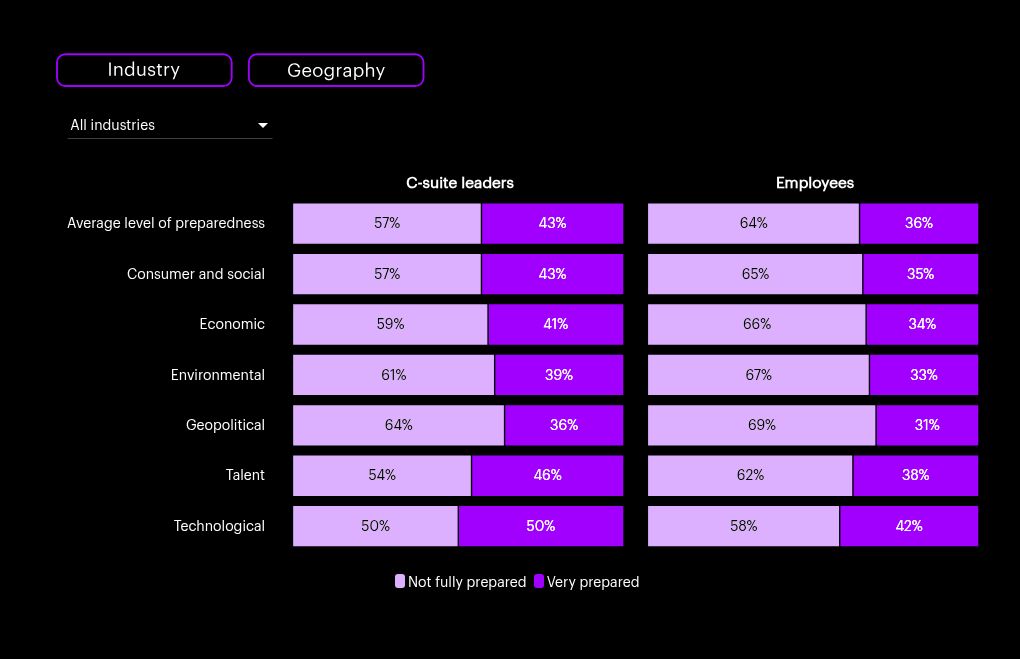 Industry Geography
All industries
C-suite leaders Employees
Average level of preparedness 57% 43% 64% 36%
Consumer and social 57% 43% 65% 35%
Economic 59% 41% 66% 34%
Environmental 61% 39% 67% 33%
Geopolitical 64% 36% 69% 31%
Talent 54% 46% 62% 38%
Technological 50% 50% 58% 42%
Not fully prepared Very prepared